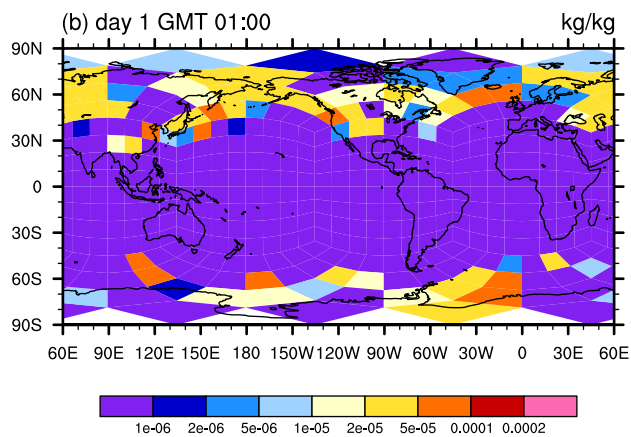 (b) day 1 GMT 01:00 kg/kg
90N
60N
30N
0
30S
60S
90S
60E 90E 120E 150E 180 150W 120W 90W 60W 30W 0 30E 60E
1e-06 2e-06 5e-06 1e-05 2e-05 5e-05 0.0001 0.0002